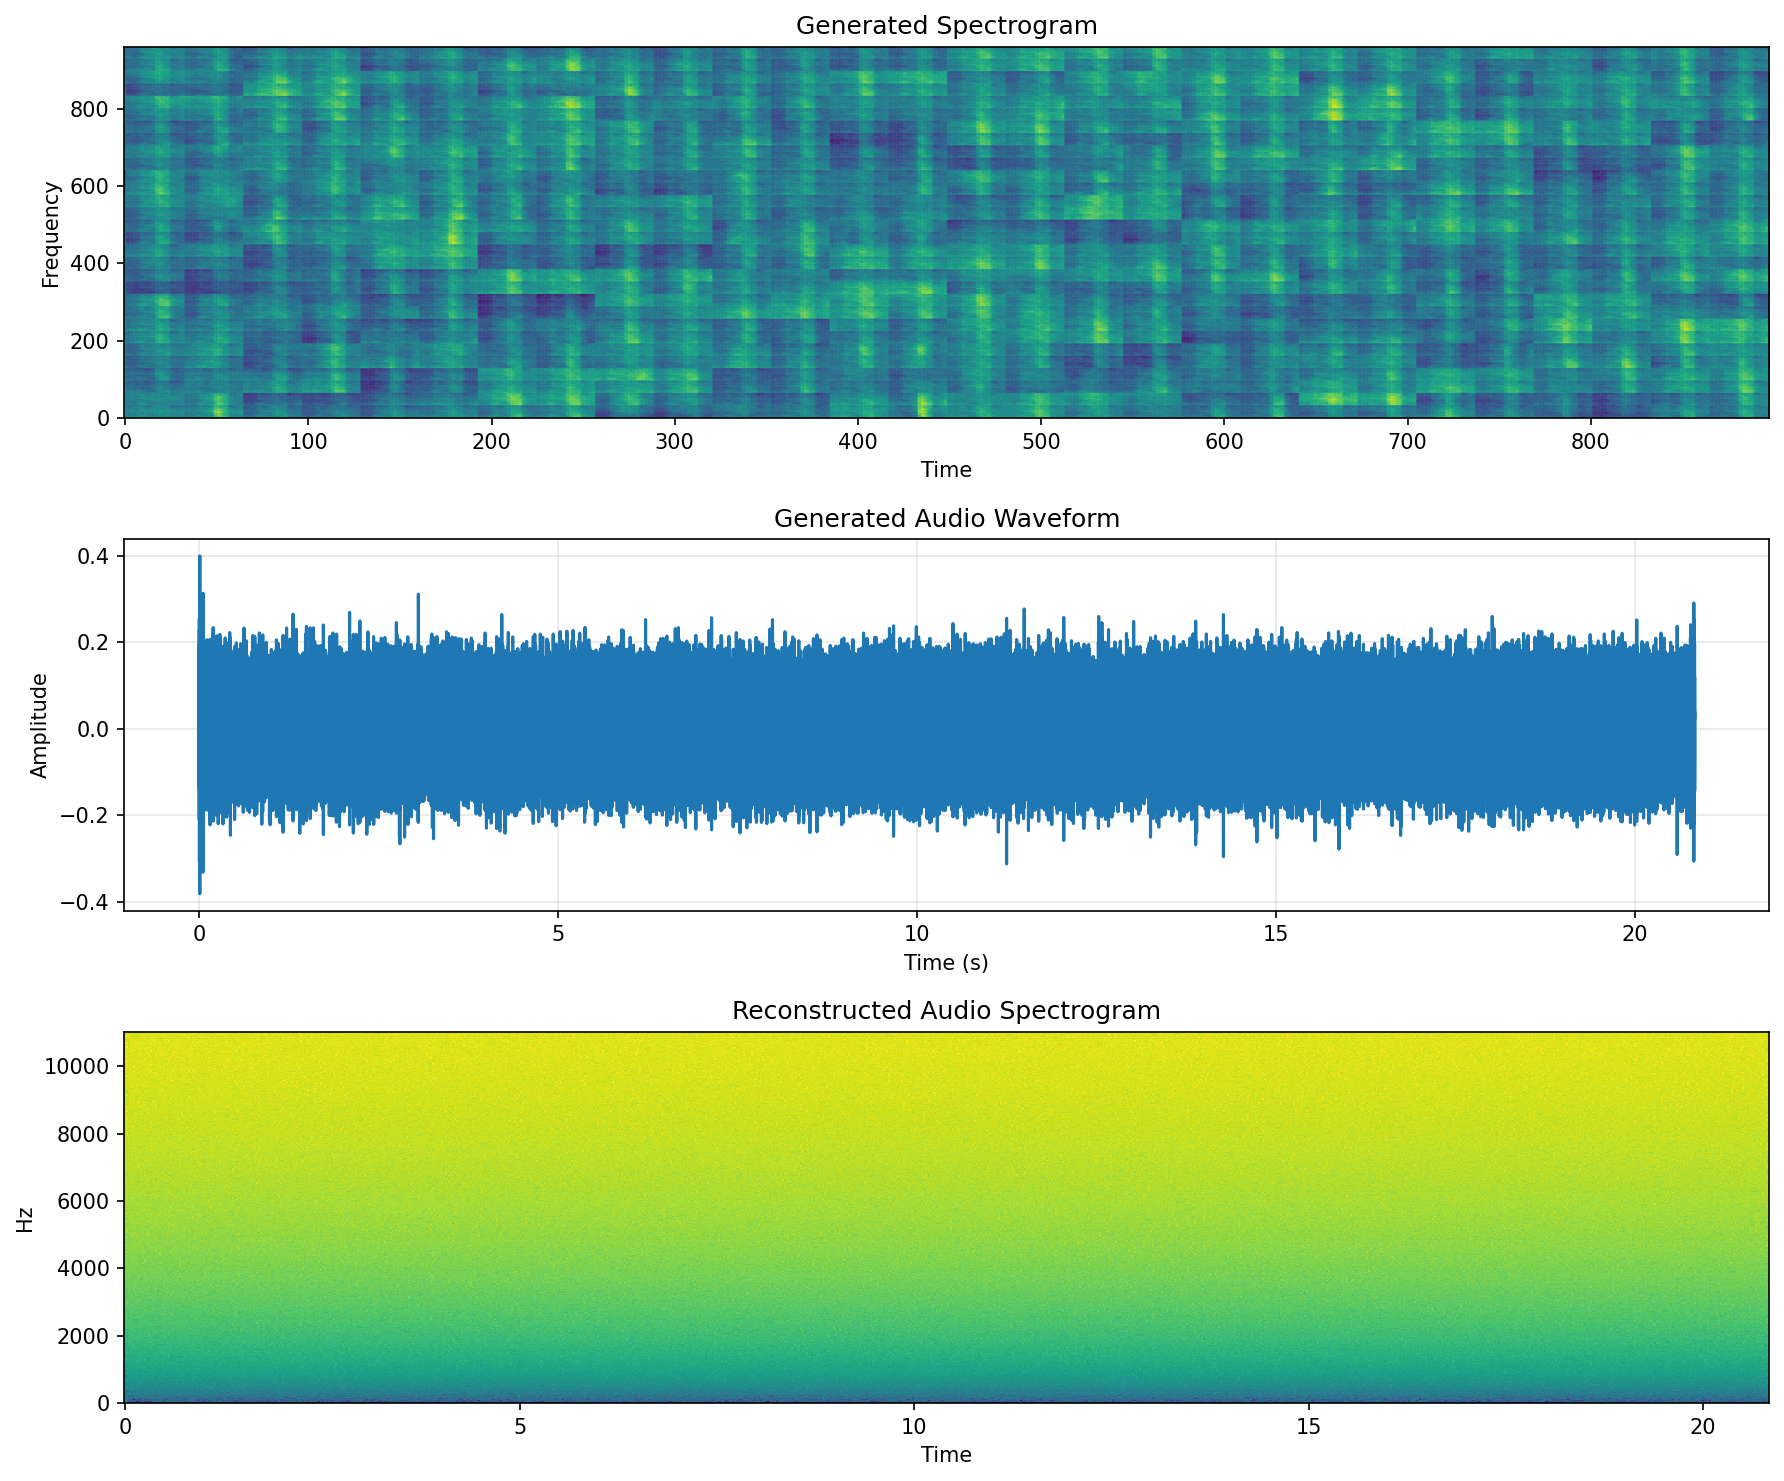 Generated Spectrogram
Frequency
800
600
400
200
0
0 100 200 300 400 500 600 700 800
Time
Generated Audio Waveform
Amplitude
0.4
0.2
0.0
−0.2
−0.4
0 5 10 15 20
Time (s)
Reconstructed Audio Spectrogram
Hz
10000
8000
6000
4000
2000
0
0 5 10 15 20
Time